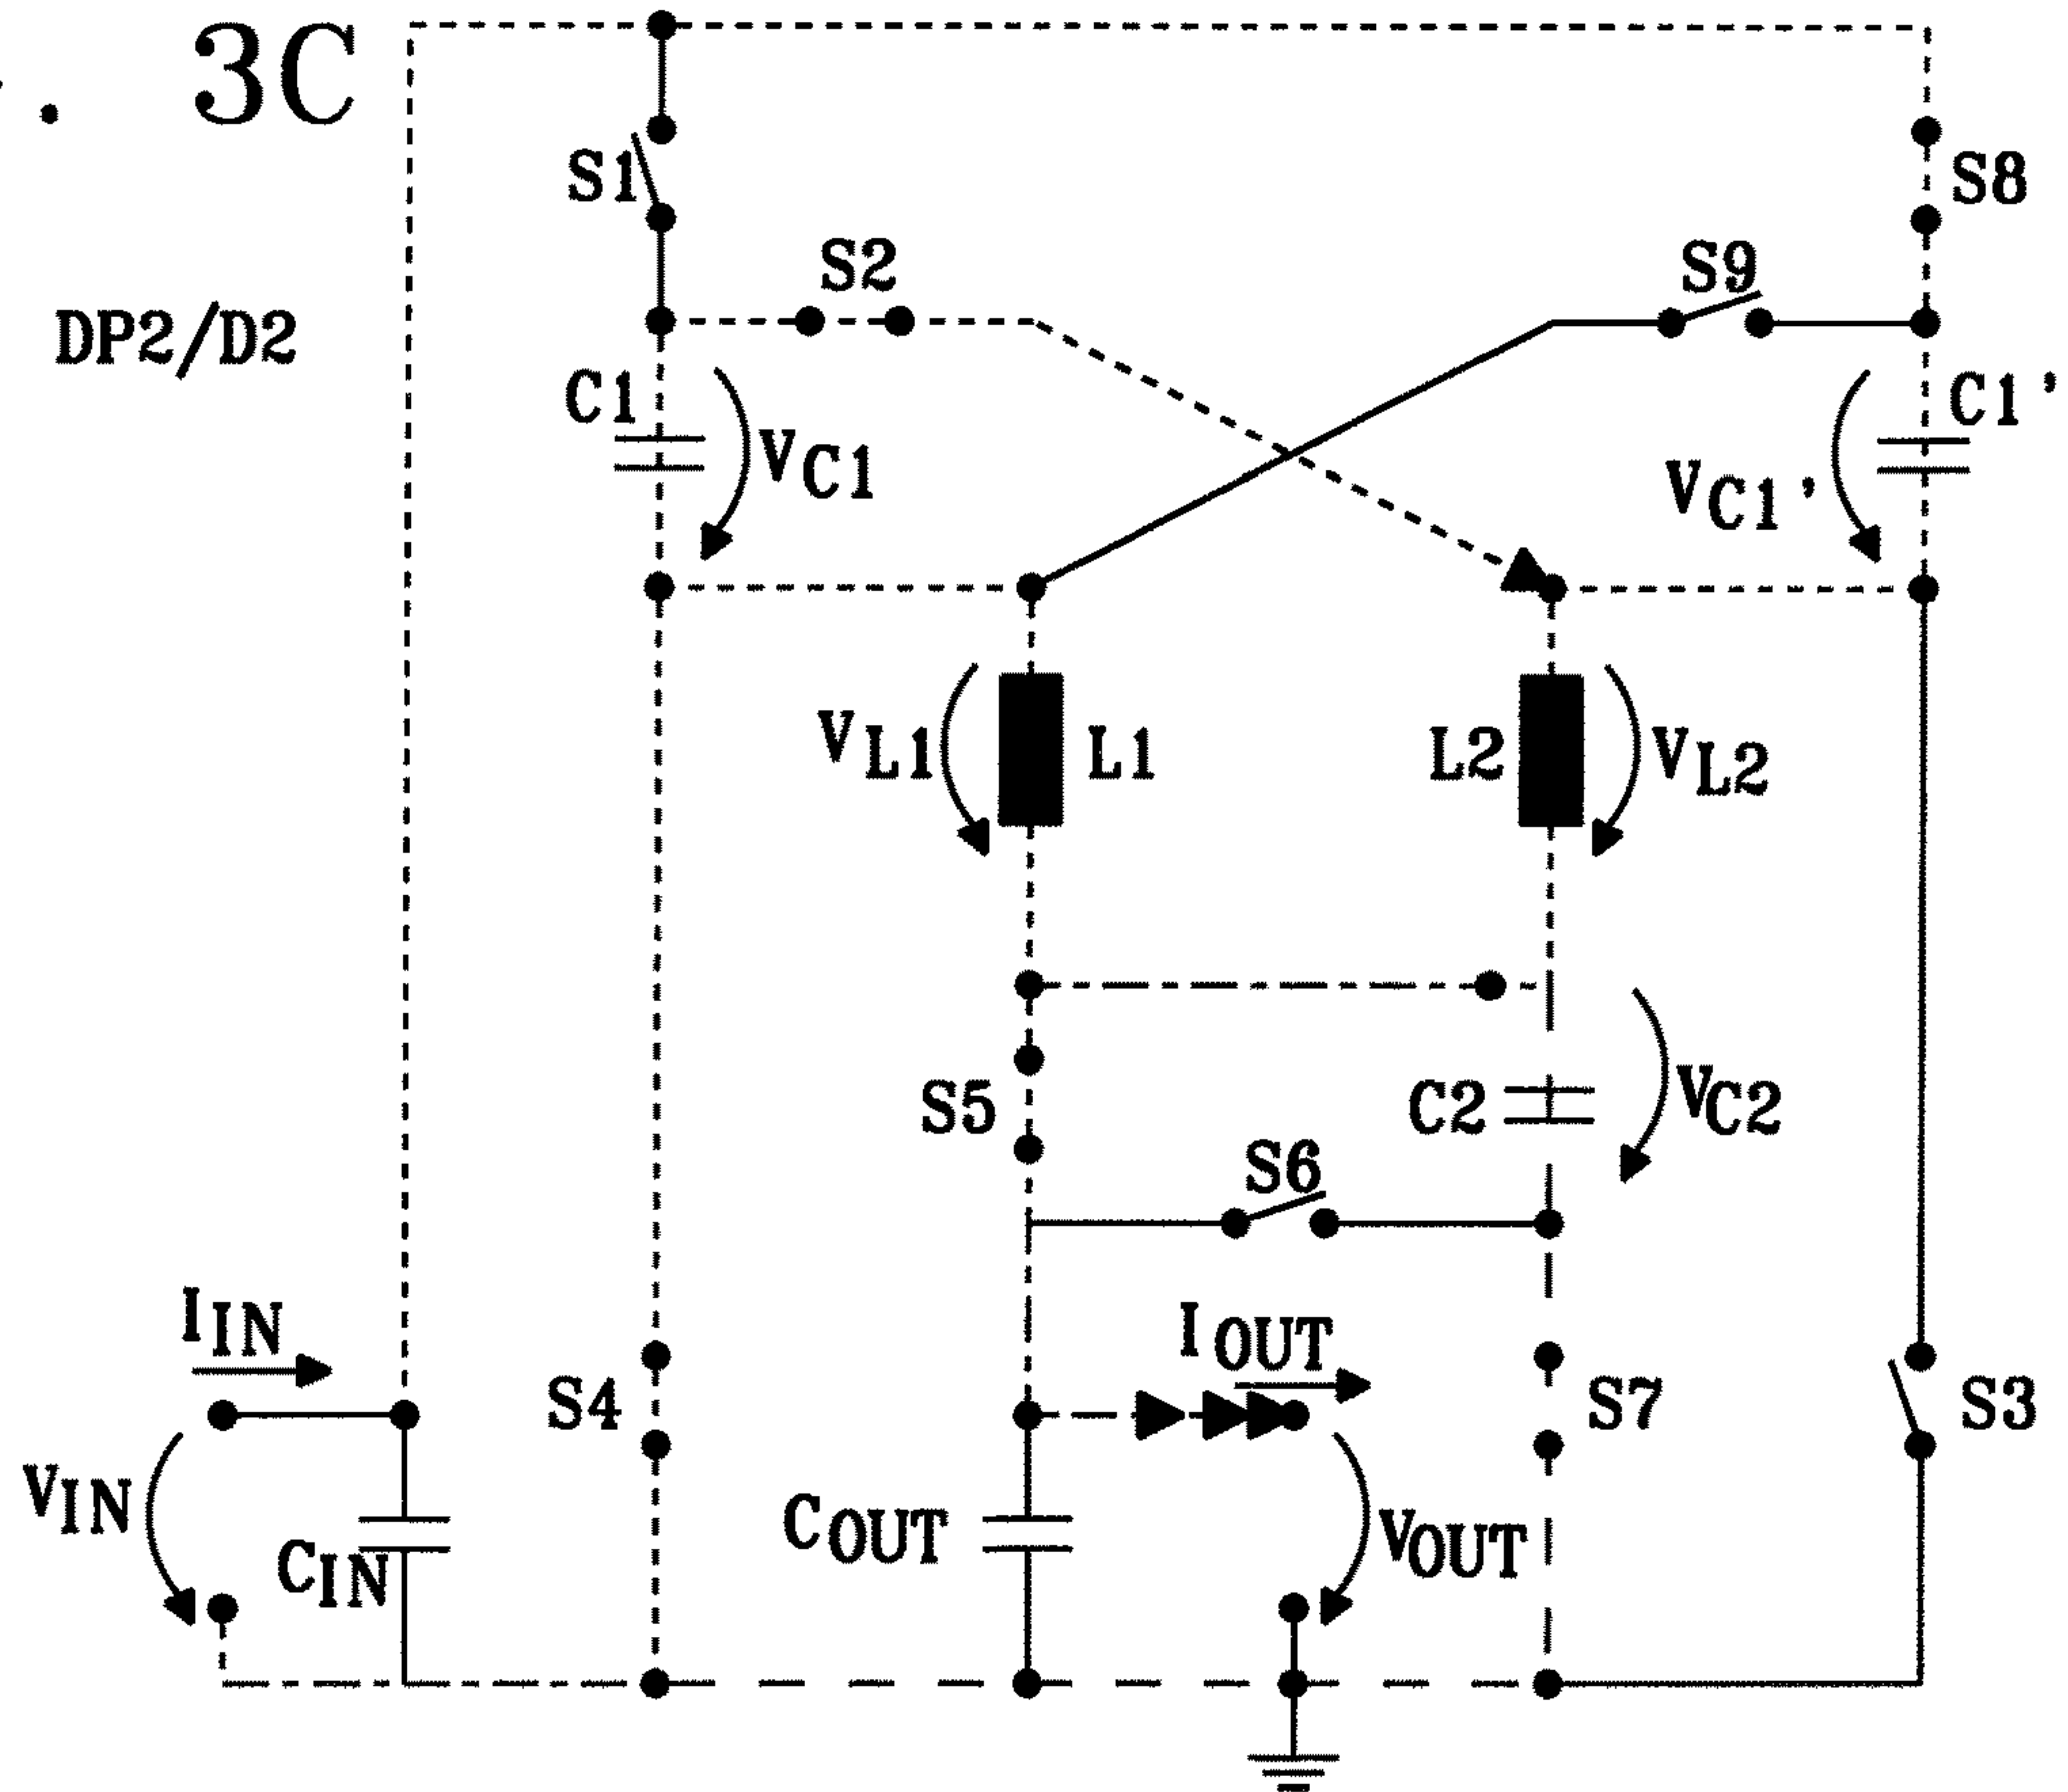 . 3C
S1
S8
S2
S9
DP2/D2
C1
C1'
VC1
VC1'
VL1
L1
L2
VL2
S5
C2
VC2
S6
IIN
IOUT
S4
S7
S3
VIN
CIN
COUT
VOUT